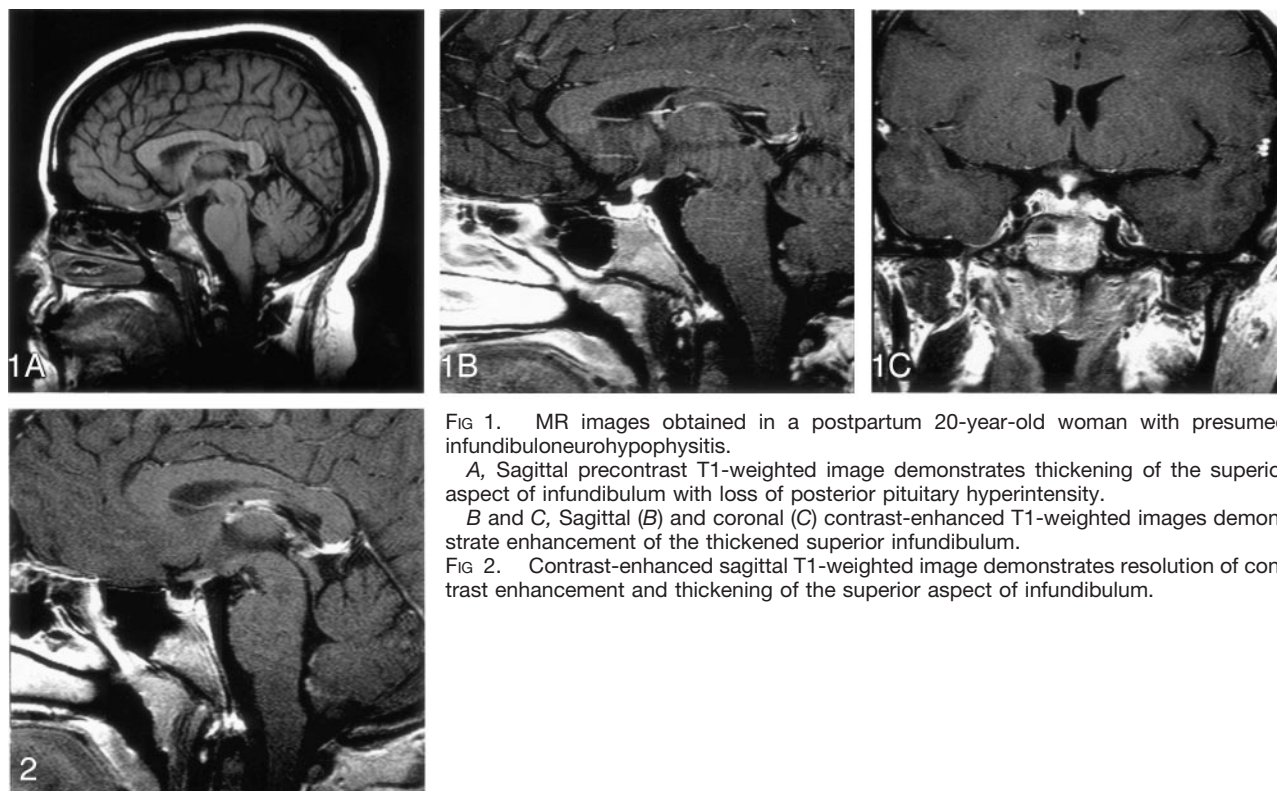 1A
1B
1C
2
FIG 1. MR images obtained in a postpartum 20-year-old woman with presume
infundibuloneurohypophysitis.
A, Sagittal precontrast T1-weighted image demonstrates thickening of the superio
aspect of infundibulum with loss of posterior pituitary hyperintensity.
B and C, Sagittal (B) and coronal (C) contrast-enhanced T1-weighted images demon
strate enhancement of the thickened superior infundibulum.
FIG 2. Contrast-enhanced sagittal T1-weighted image demonstrates resolution of con
trast enhancement and thickening of the superior aspect of infundibulum.